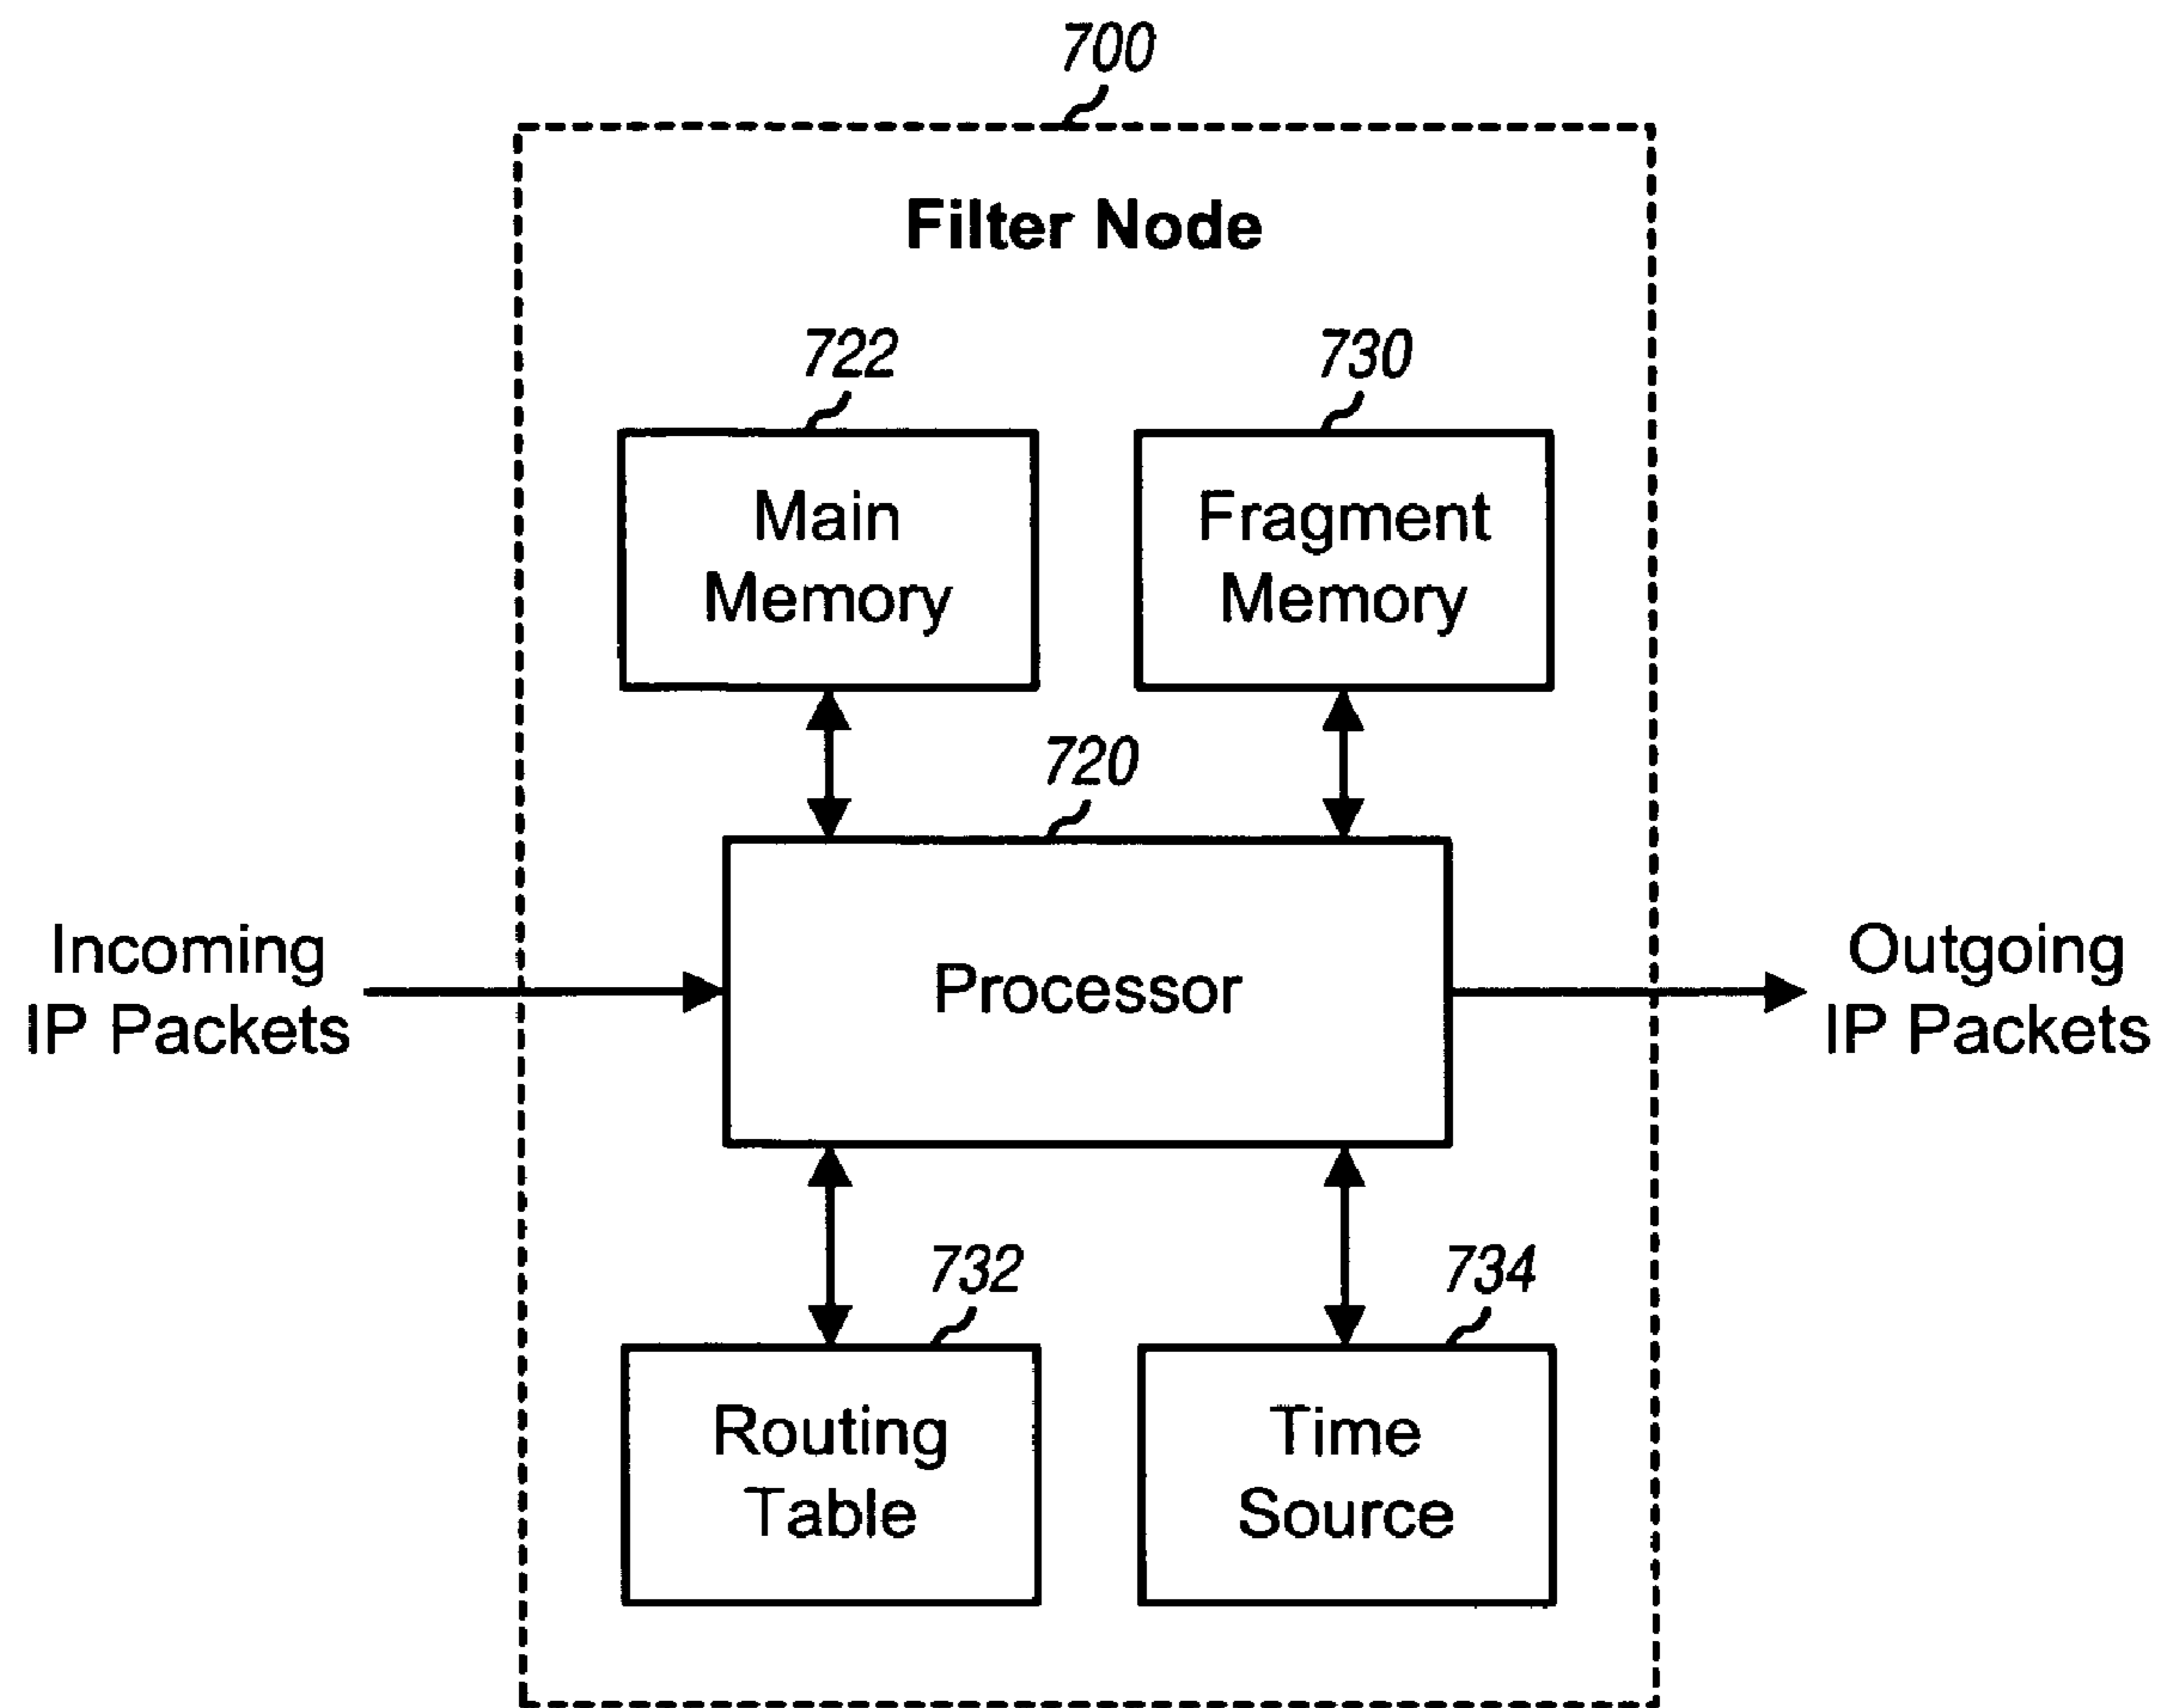 700
Filter Node
722
730
Main
Memory
Fragment
Memory
720
Incoming
IP Packets
Processor
Outgoing
IP Packets
732
734
Routing
Table
Time
Source